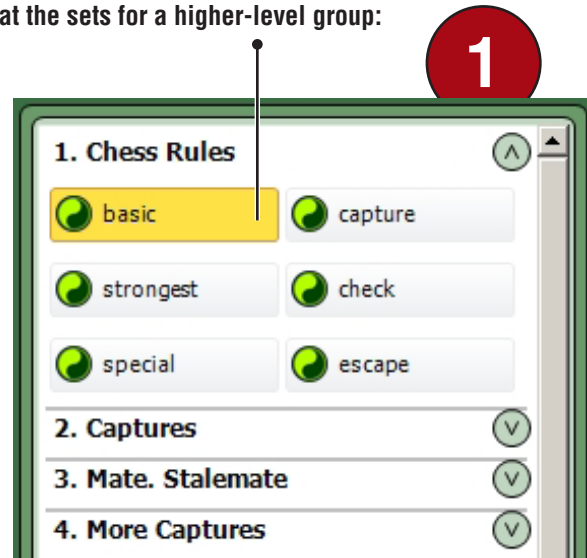 at the sets for a higher-level group:
1
1. Chess Rules
basic capture
strongest check
special escape
2. Captures
3. Mate. Stalemate
4. More Captures